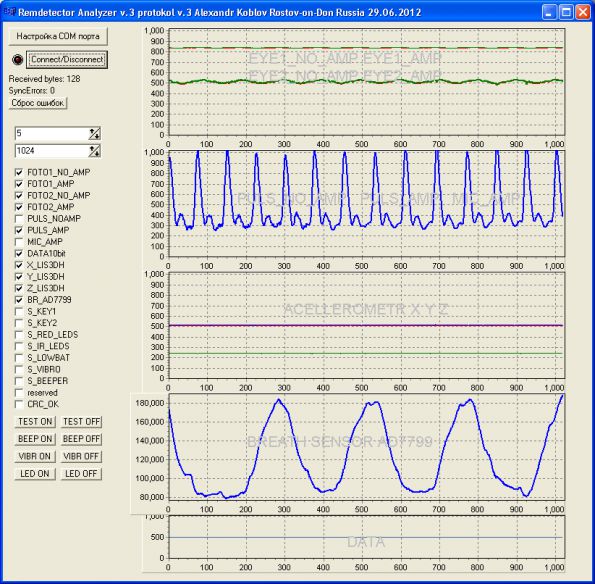 Remdetector Analyzer v.3 protokol v.3 Alexandr Koblov Rostov-on-Don Russia 29.06.2012
Настройка COM порта
Connect/Disconnect
Received bytes: 128
SyncErrors: 0
Сброс ошибок
5
1024
FOTO1_NO_AMP
FOTO1_AMP
FOTO2_NO_AMP
FOTO2_AMP
PULS_NOAMP
PULS_AMP
MIC_AMP
DATA10bit
X_LIS3DH
Y_LIS3DH
Z_LIS3DH
BR_AD7799
S_KEY1
S_KEY2
S_RED_LEDS
S_IR_LEDS
S_LOWBAT
S_VIBRO
S_BEEPER
reserved
CRC_OK
TEST ON TEST OFF
BEEP ON BEEP OFF
VIBR ON VIBR OFF
LED ON LED OFF
1,000
900
800
700
600
500
400
300
200
100
0
EYE1_NO_AMP EYE1_AMP
EYE2_NO_AMP EYE2_AMP
0 100 200 300 400 500 600 700 800 900 1,000
1,000
900
800
700
600
500
400
300
200
100
0
PULS_NO_AMP PULS_AMP MIC_AMP
0 100 200 300 400 500 600 700 800 900 1,000
1,000
900
800
700
600
500
400
300
200
100
0
ACELLEROMETR X Y Z
0 100 200 300 400 500 600 700 800 900 1,000
180,000
160,000
140,000
120,000
100,000
80,000
BREATH SENSOR AD7799
0 100 200 300 400 500 600 700 800 900 1,000
1,000
500
0
DATA
0 100 200 300 400 500 600 700 800 900 1,000